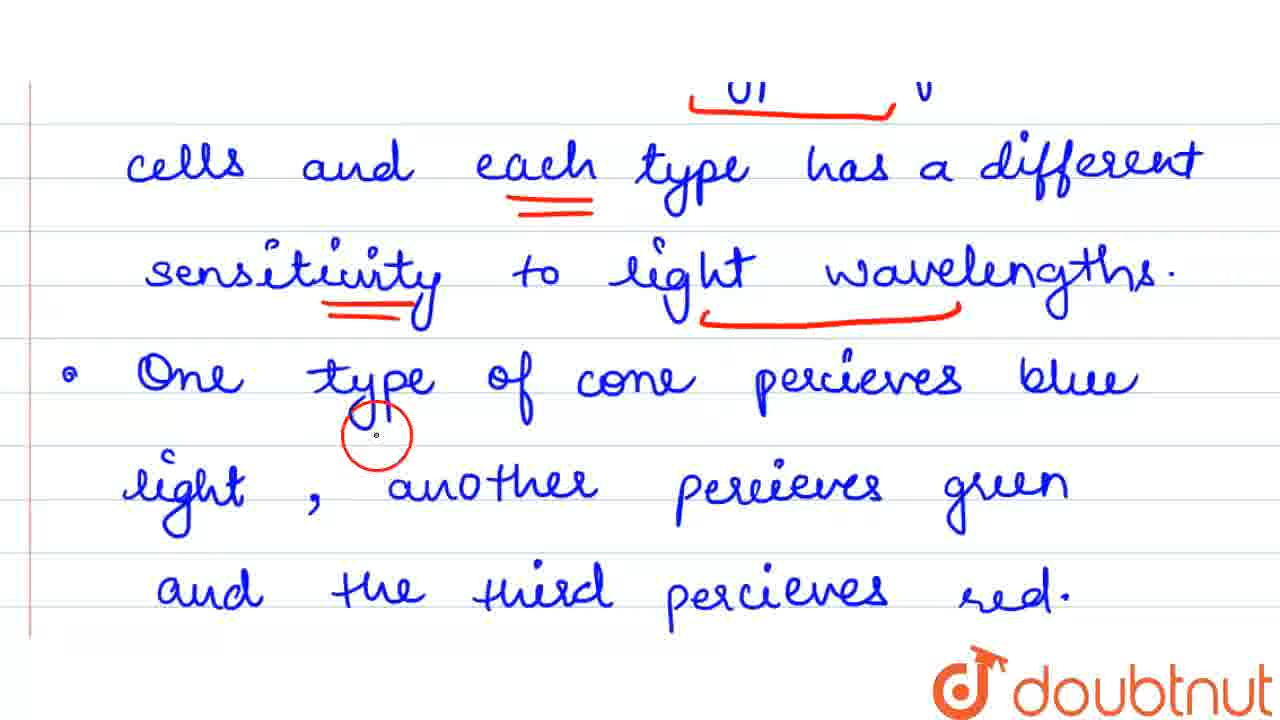 cells and each type has a different
sensitivity to light wavelengths.
• One type of cone percieves blue
light, another percieves green
and the third percieves red.
doubtnut